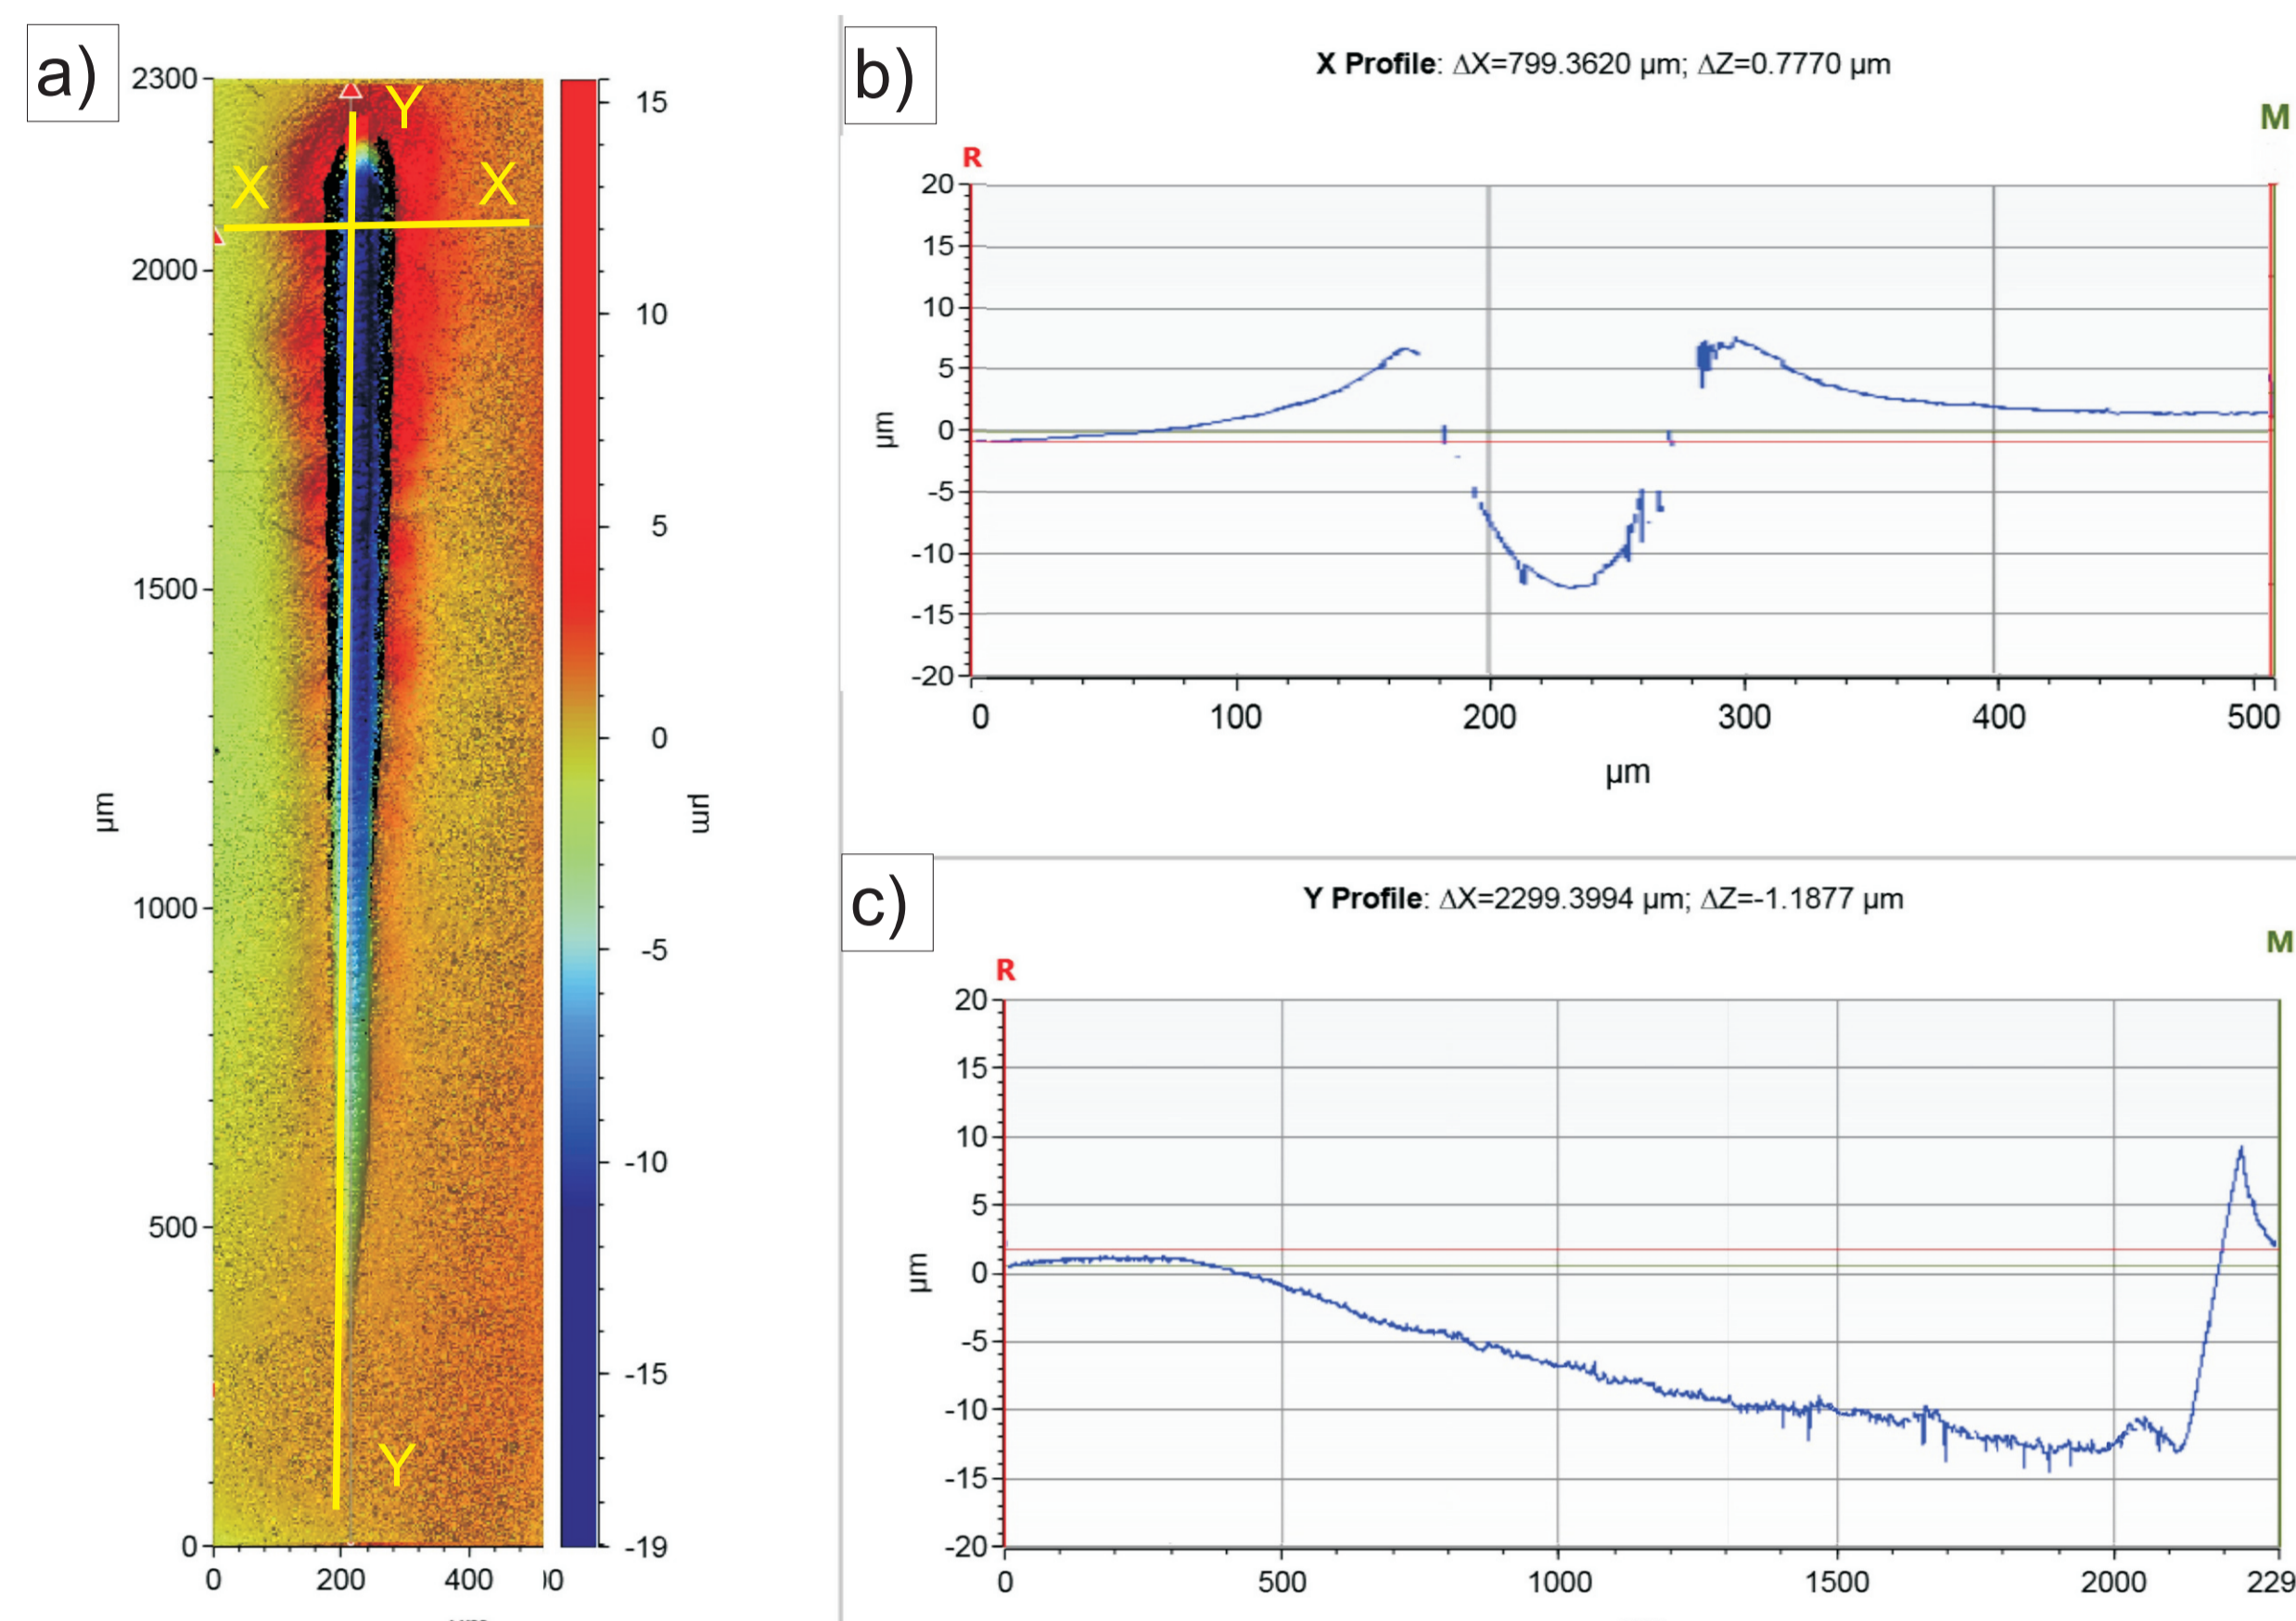 a)
2300
2000
1500
1000
500
0
µm
0
200
400
00
Y
X
X
Y
15
10
5
0
-5
-10
-15
-19
µm
b)
X Profile: ΔX=799.3620 µm; ΔZ=0.7770 µm
R
M
20
15
10
5
0
-5
-10
-15
-20
µm
0 100 200 300 400 500
µm
c)
Y Profile: ΔX=2299.3994 µm; ΔZ=-1.1877 µm
R
M
20
15
10
5
0
-5
-10
-15
-20
µm
0 500 1000 1500 2000 229